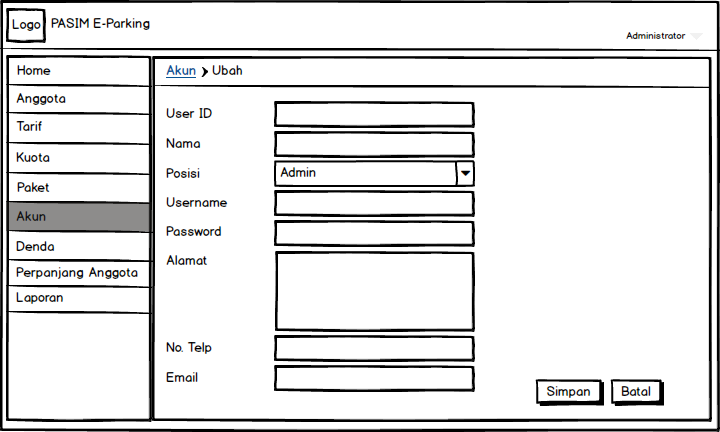 Logo PASIM E-Parking
Administrator
Home
Anggota
Tarif
Kuota
Paket
Akun
Denda
Perpanjang Anggota
Laporan
Akun > Ubah
User ID
Nama
Posisi Admin
Username
Password
Alamat
No. Telp
Email
Simpan Batal